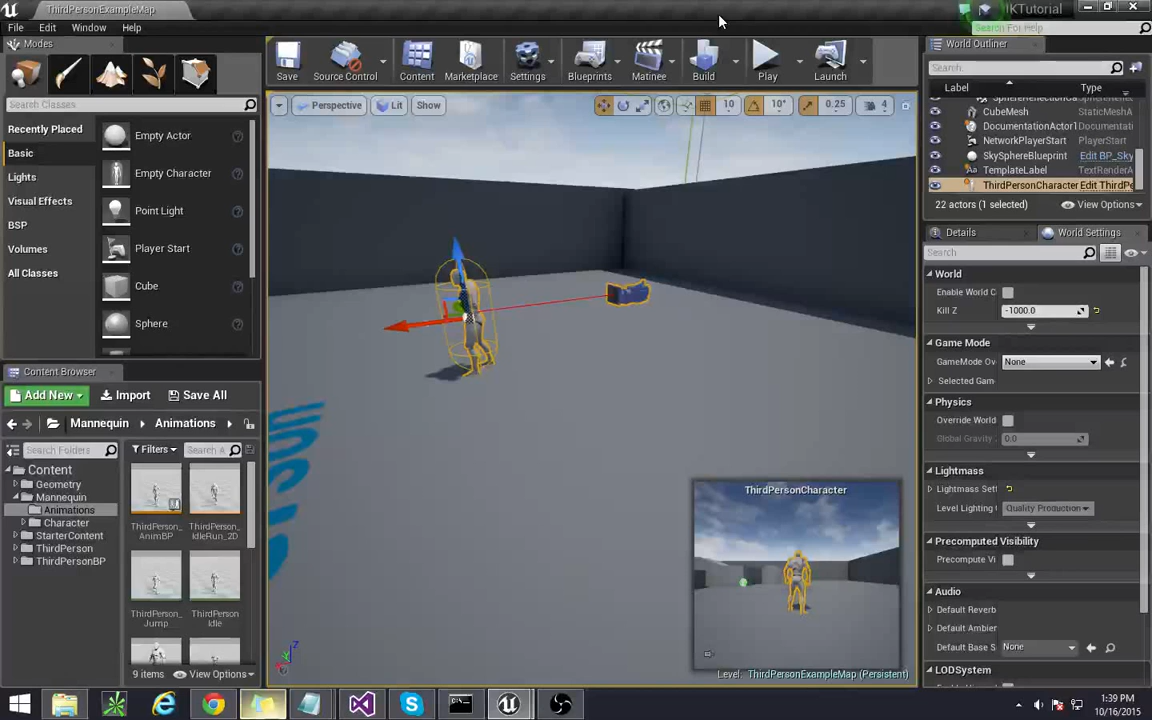 ThirdPersonExampleMap
IKTutorial
File Edit Window Help
Search For Help
Modes
Search Classes
Recently Placed
Basic
Lights
Visual Effects
BSP
Volumes
All Classes
Empty Actor
Empty Character
Point Light
Player Start
Cube
Sphere
Save
Source Control
Content
Marketplace
Settings
Blueprints
Matinee
Build
Play
Launch
Perspective
Lit
Show
10
10°
0.25
4
ThirdPersonCharacter
Level: ThirdPersonExampleMap (Persistent)
World Outliner
Search.
Label Type
CubeMesh StaticMeshA
DocumentationActor1 Documentati
NetworkPlayerStart PlayerStart
SkySphereBlueprint Edit BP_Sky
TemplateLabel TextRenderA
ThirdPersonCharacter Edit ThirdPe
22 actors (1 selected)
View Options
Details
World Settings
Search
World
Enable World C
Kill Z -1000.0
Game Mode
GameMode Ov None
Selected Gam
Physics
Override World
Global Gravity 0.0
Lightmass
Lightmass Sett
Level Lighting Quality Production
Precomputed Visibility
Precompute Vi
Audio
Default Reverb
Default Ambien
Default Base S None
LODSystem
Content Browser
Add New
Import
Save All
Mannequin
Animations
Search Folders
Filters
Search A
Content
Geometry
Mannequin
Animations
Character
StarterContent
ThirdPerson
ThirdPersonBP
ThirdPerson_
AnimBP
ThirdPerson_
IdleRun_2D
ThirdPerson_
Jump
ThirdPerson
Idle
9 items
View Options
Z
1:39 PM
10/16/2015